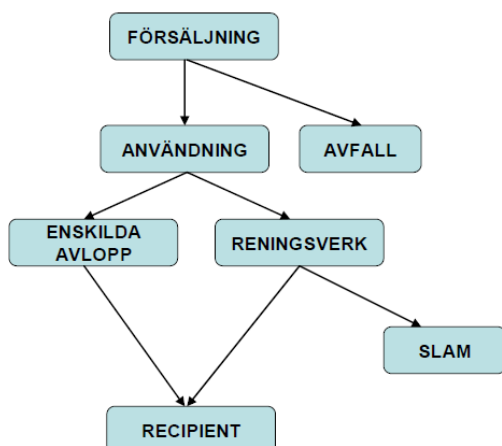 FÖRSÄLJNING
ANVÄNDNING
AVFALL
ENSKILDA
AVLOPP
RENINGSVERK
SLAM
RECIPIENT